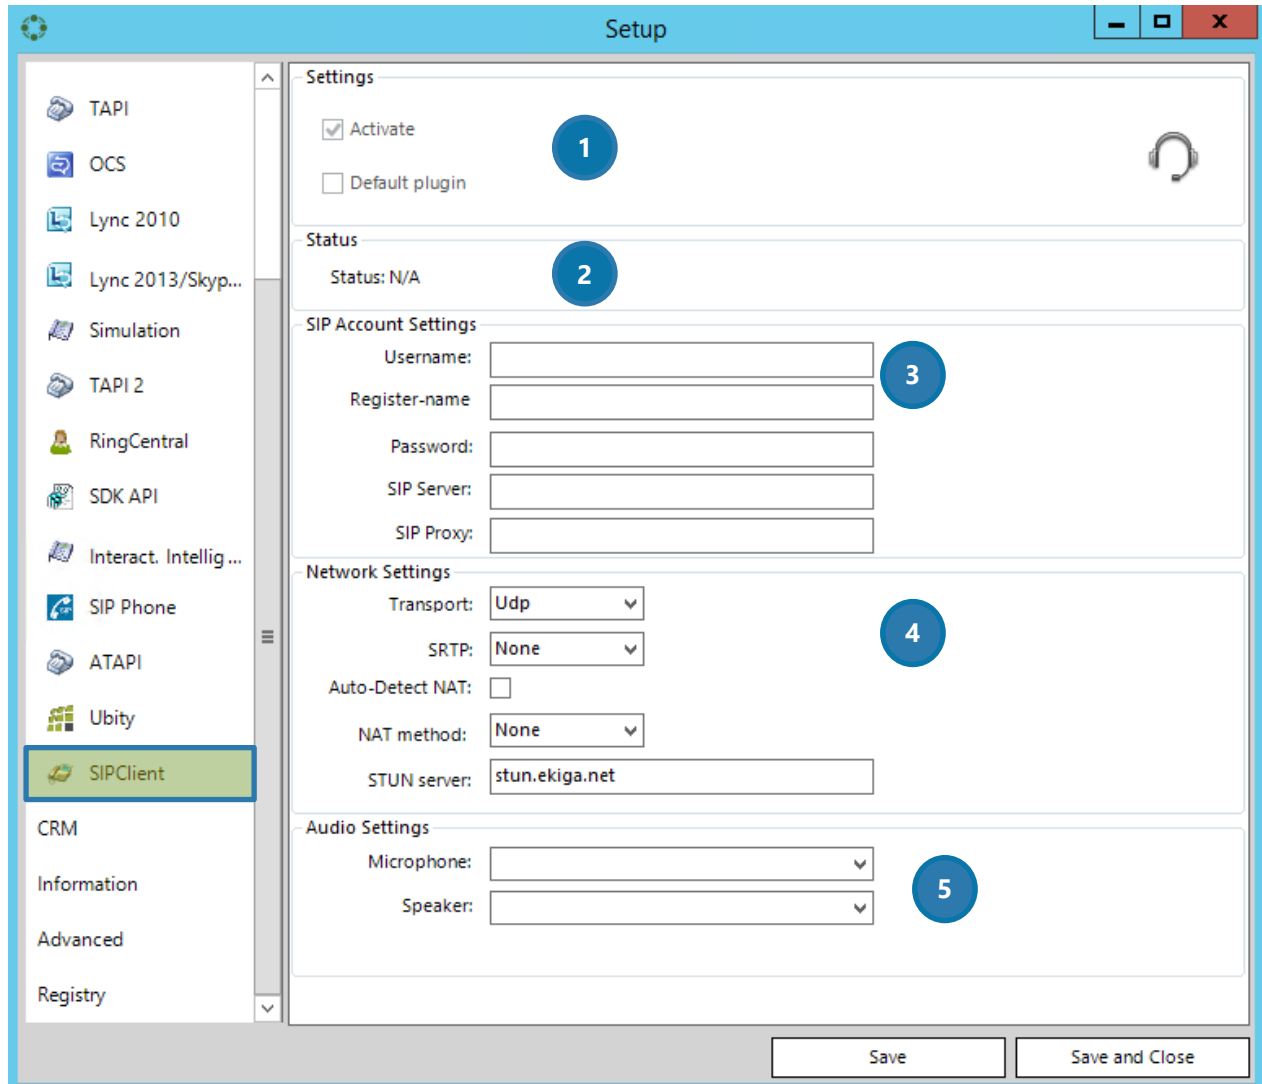 Setup
TAPI
OCS
Lync 2010
Lync 2013/Skyp...
Simulation
TAPI 2
RingCentral
SDK API
Interact. Intellig ...
SIP Phone
ATAPI
Ubity
SIPClient
CRM
Information
Advanced
Registry
Settings
Activate
1
Default plugin
Status
Status: N/A
2
SIP Account Settings
Username:
3
Register-name
Password:
SIP Server:
SIP Proxy:
Network Settings
Transport: Udp
4
SRTP: None
Auto-Detect NAT:
NAT method: None
STUN server: stun.ekiga.net
Audio Settings
Microphone:
5
Speaker:
Save
Save and Close